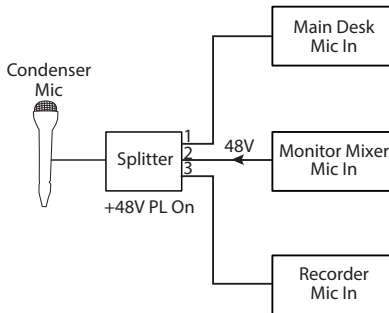 Main Desk
Mic In
Condenser
Mic
1
2
3
48V
Splitter
Monitor Mixer
Mic In
+48V PL On
Recorder
Mic In